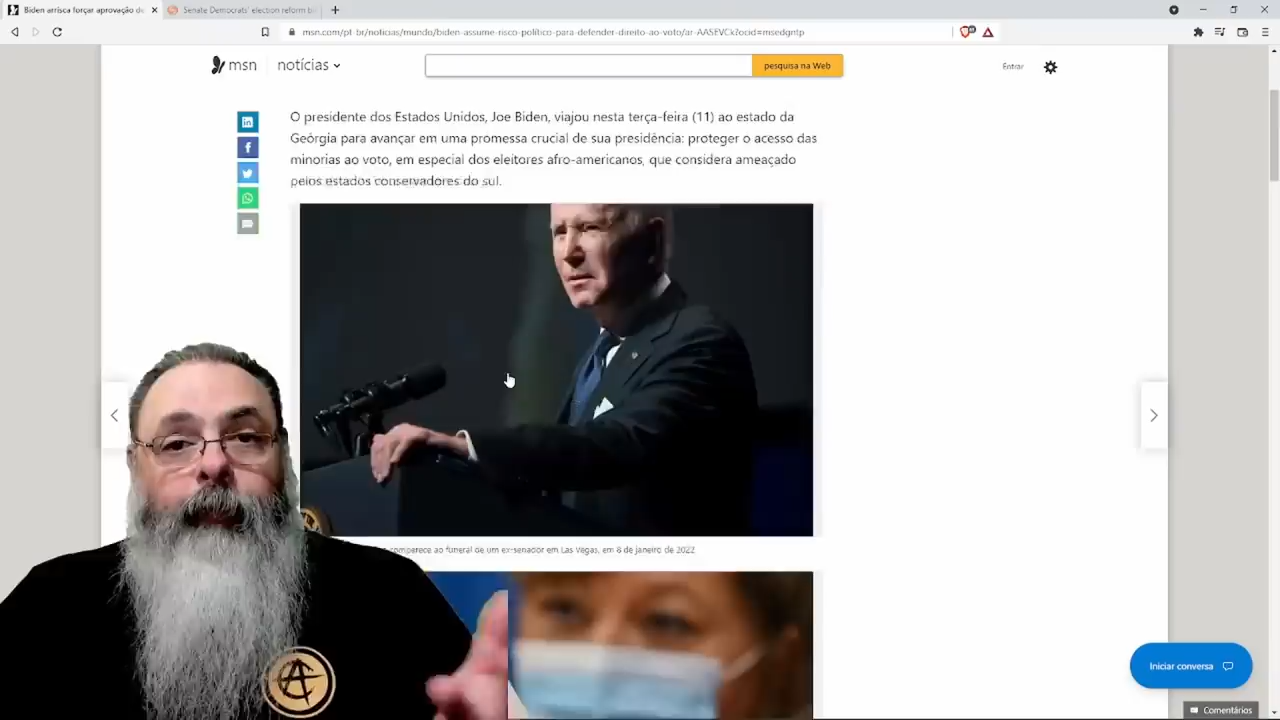 Biden arrisca forçar aprovação de
Senate Democrats' election reform bi
msn.com/pt-br/noticias/mundo/biden-assume-risco-político-para-defender-direito-ao-voto/ar-AASEVCk?ocid=msedgntp
msn
notícias
pesquisa na Web
Entrar
O presidente dos Estados Unidos, Joe Biden, viajou nesta terça-feira (11) ao estado da
Geórgia para avançar em uma promessa crucial de sua presidência: proteger o acesso das
minorias ao voto, em especial dos eleitores afro-americanos, que considera ameaçado
pelos estados conservadores do sul.
comparece ao funeral de um ex-senador em Las Vegas, em 8 de janeiro de 2022
Iniciar conversa
Comentários